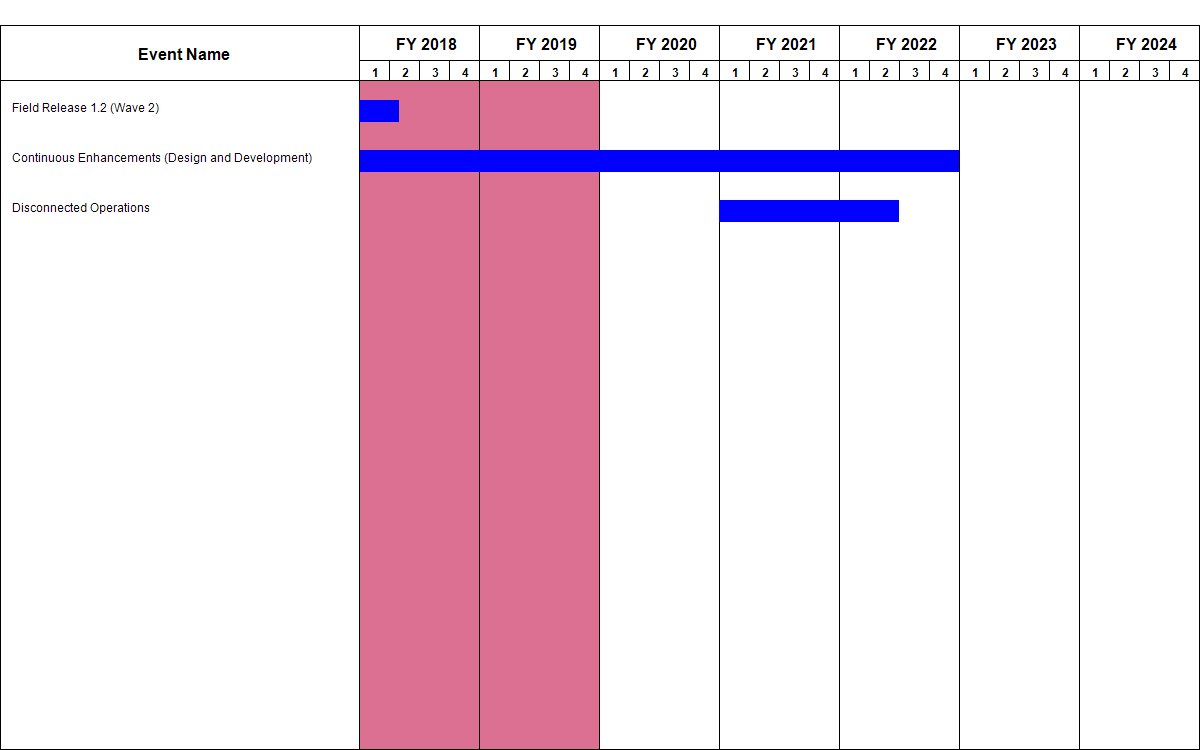 Event Name
FY 2018 FY 2019 FY 2020 FY 2021 FY 2022 FY 2023 FY 2024
1 2 3 4 1 2 3 4 1 2 3 4 1 2 3 4 1 2 3 4 1 2 3 4 1 2 3 4
Field Release 1.2 (Wave 2)
Continuous Enhancements (Design and Development)
Disconnected Operations